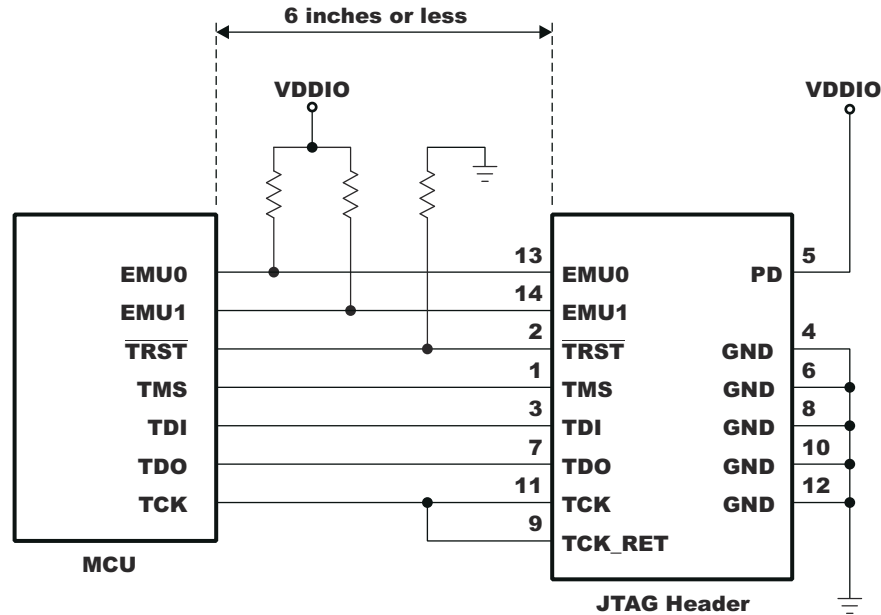 6 inches or less
VDDIO
VDDIO
13
EMU0
EMU0
PD
5
14
EMU1
EMU1
2
TRST
TRST
GND
4
1
TMS
TMS
GND
6
3
TDI
TDI
GND
8
7
TDO
TDO
GND
10
11
TCK
TCK
GND
12
9
TCK_RET
MCU
JTAG Header